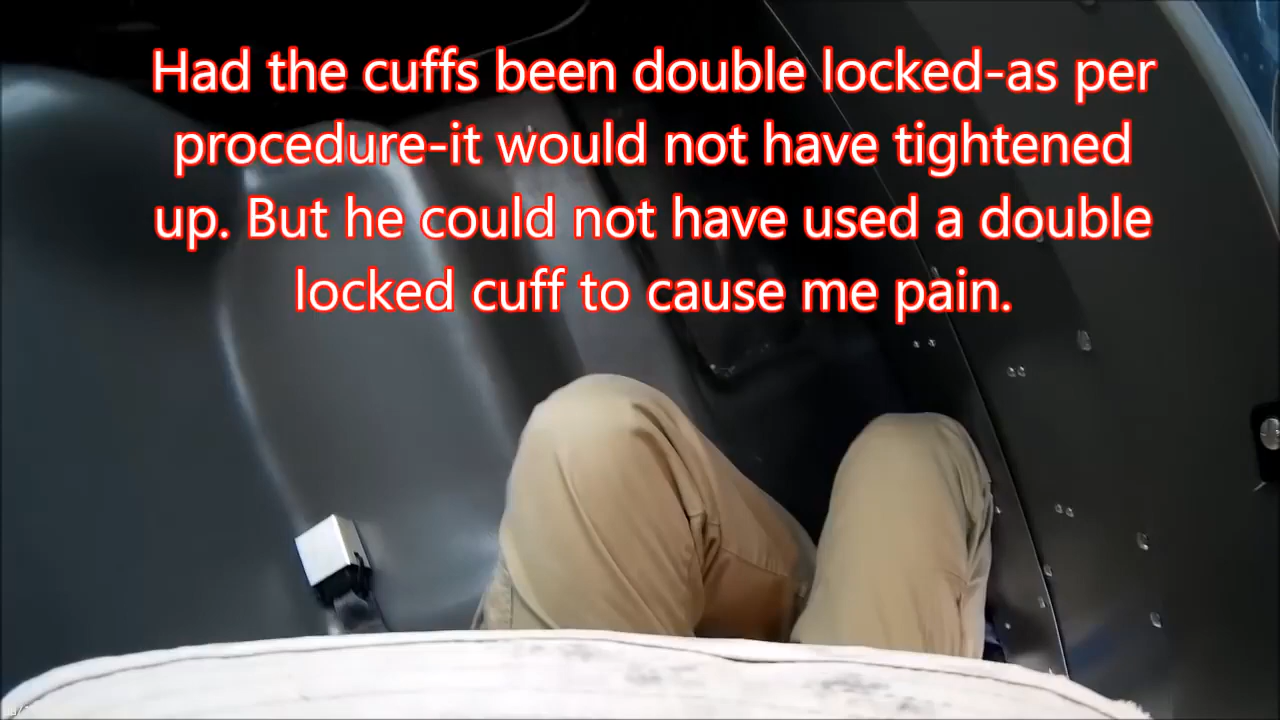 Had the cuffs been double locked-as per
procedure-it would not have tightened
up. But he could not have used a double
locked cuff to cause me pain.